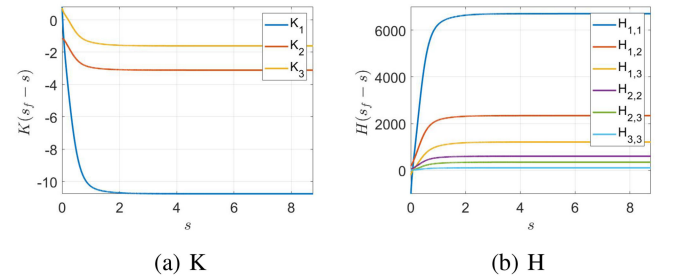 0
-2
-4
-6
-8
-10
K(s_f − s)
0 2 4 6 8
s
K_1
K_2
K_3
(a) K
6000
4000
2000
0
H(s_f − s)
0 2 4 6 8
s
H_{1,1}
H_{1,2}
H_{1,3}
H_{2,2}
H_{2,3}
H_{3,3}
(b) H